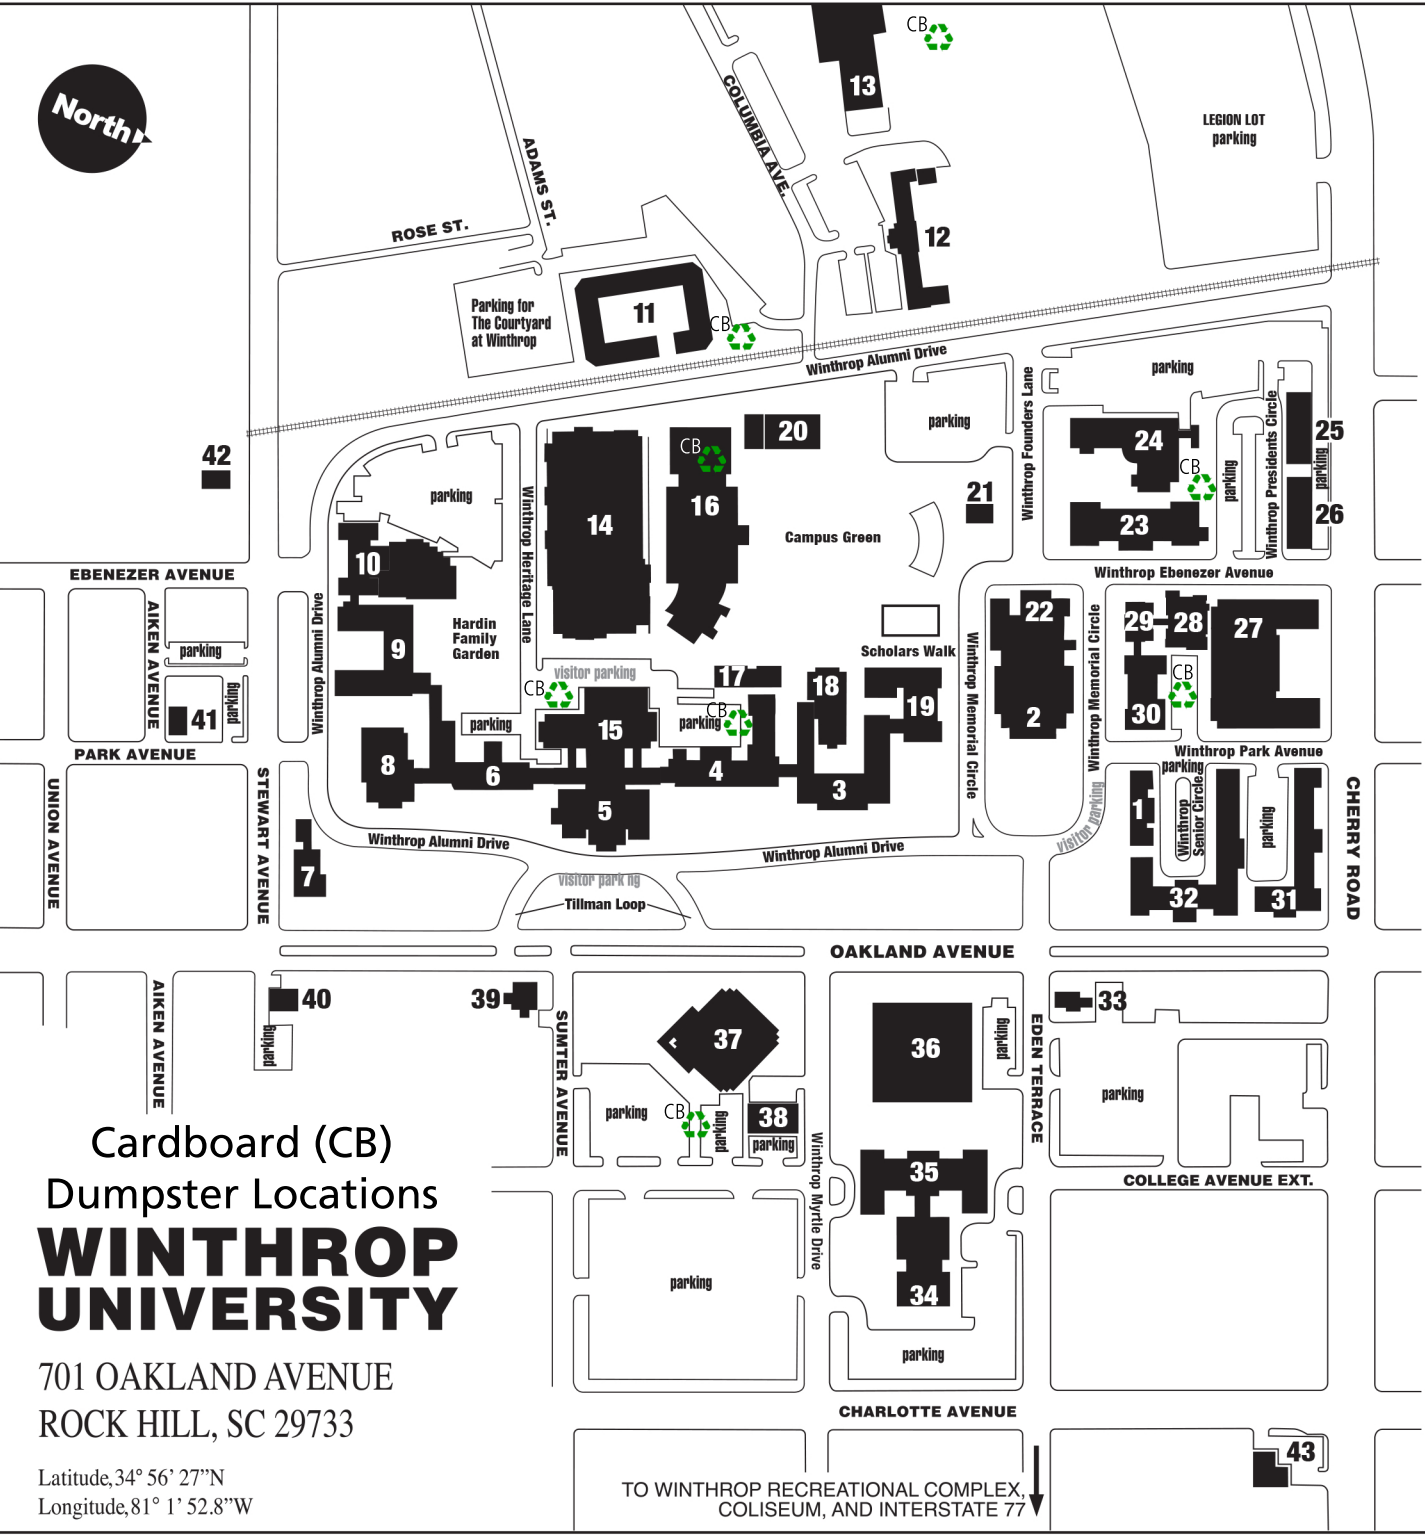 CB
13
North
COLUMBIA AVE.
LEGION LOT
parking
ADAMS ST.
ROSE ST.
12
Parking for
The Courtyard
at Winthrop
11
CB
Winthrop Alumni Drive
parking
Winthrop Founders Lane
parking
Winthrop Presidents Circle
42
parking
Winthrop Heritage Lane
14
CB
16
20
21
24
CB
parking
25
parking
23
26
Campus Green
10
EBENEZER AVENUE
Winthrop Ebenezer Avenue
AIKEN AVENUE
parking
parking
41
Winthrop Alumni Drive
9
Hardin
Family
Garden
Scholars Walk
Winthrop Memorial Circle
22
2
Winthrop Memorial Circle
29
28
27
CB
30
visitor parking
CB
17
18
19
parking
15
parking
CB
PARK AVENUE
Winthrop Park Avenue
8
6
4
3
5
UNION AVENUE
STEWART AVENUE
7
Winthrop Alumni Drive
Winthrop Alumni Drive
visitor parking
1
parking
Winthrop
Senior Circle
parking
32
31
CHERRY ROAD
visitor park ng
Tillman Loop
OAKLAND AVENUE
AIKEN AVENUE
40
parking
39
SUMTER AVENUE
37
36
parking
EDEN TERRACE
33
parking
parking
CB
parking
38
parking
Winthrop Myrtle Drive
35
34
COLLEGE AVENUE EXT.
Cardboard (CB)
Dumpster Locations
WINTHROP
UNIVERSITY
701 OAKLAND AVENUE
ROCK HILL, SC 29733
Latitude,34° 56’ 27”N
Longitude,81° 1’ 52.8”W
parking
parking
CHARLOTTE AVENUE
43
TO WINTHROP RECREATIONAL COMPLEX,
COLISEUM, AND INTERSTATE 77